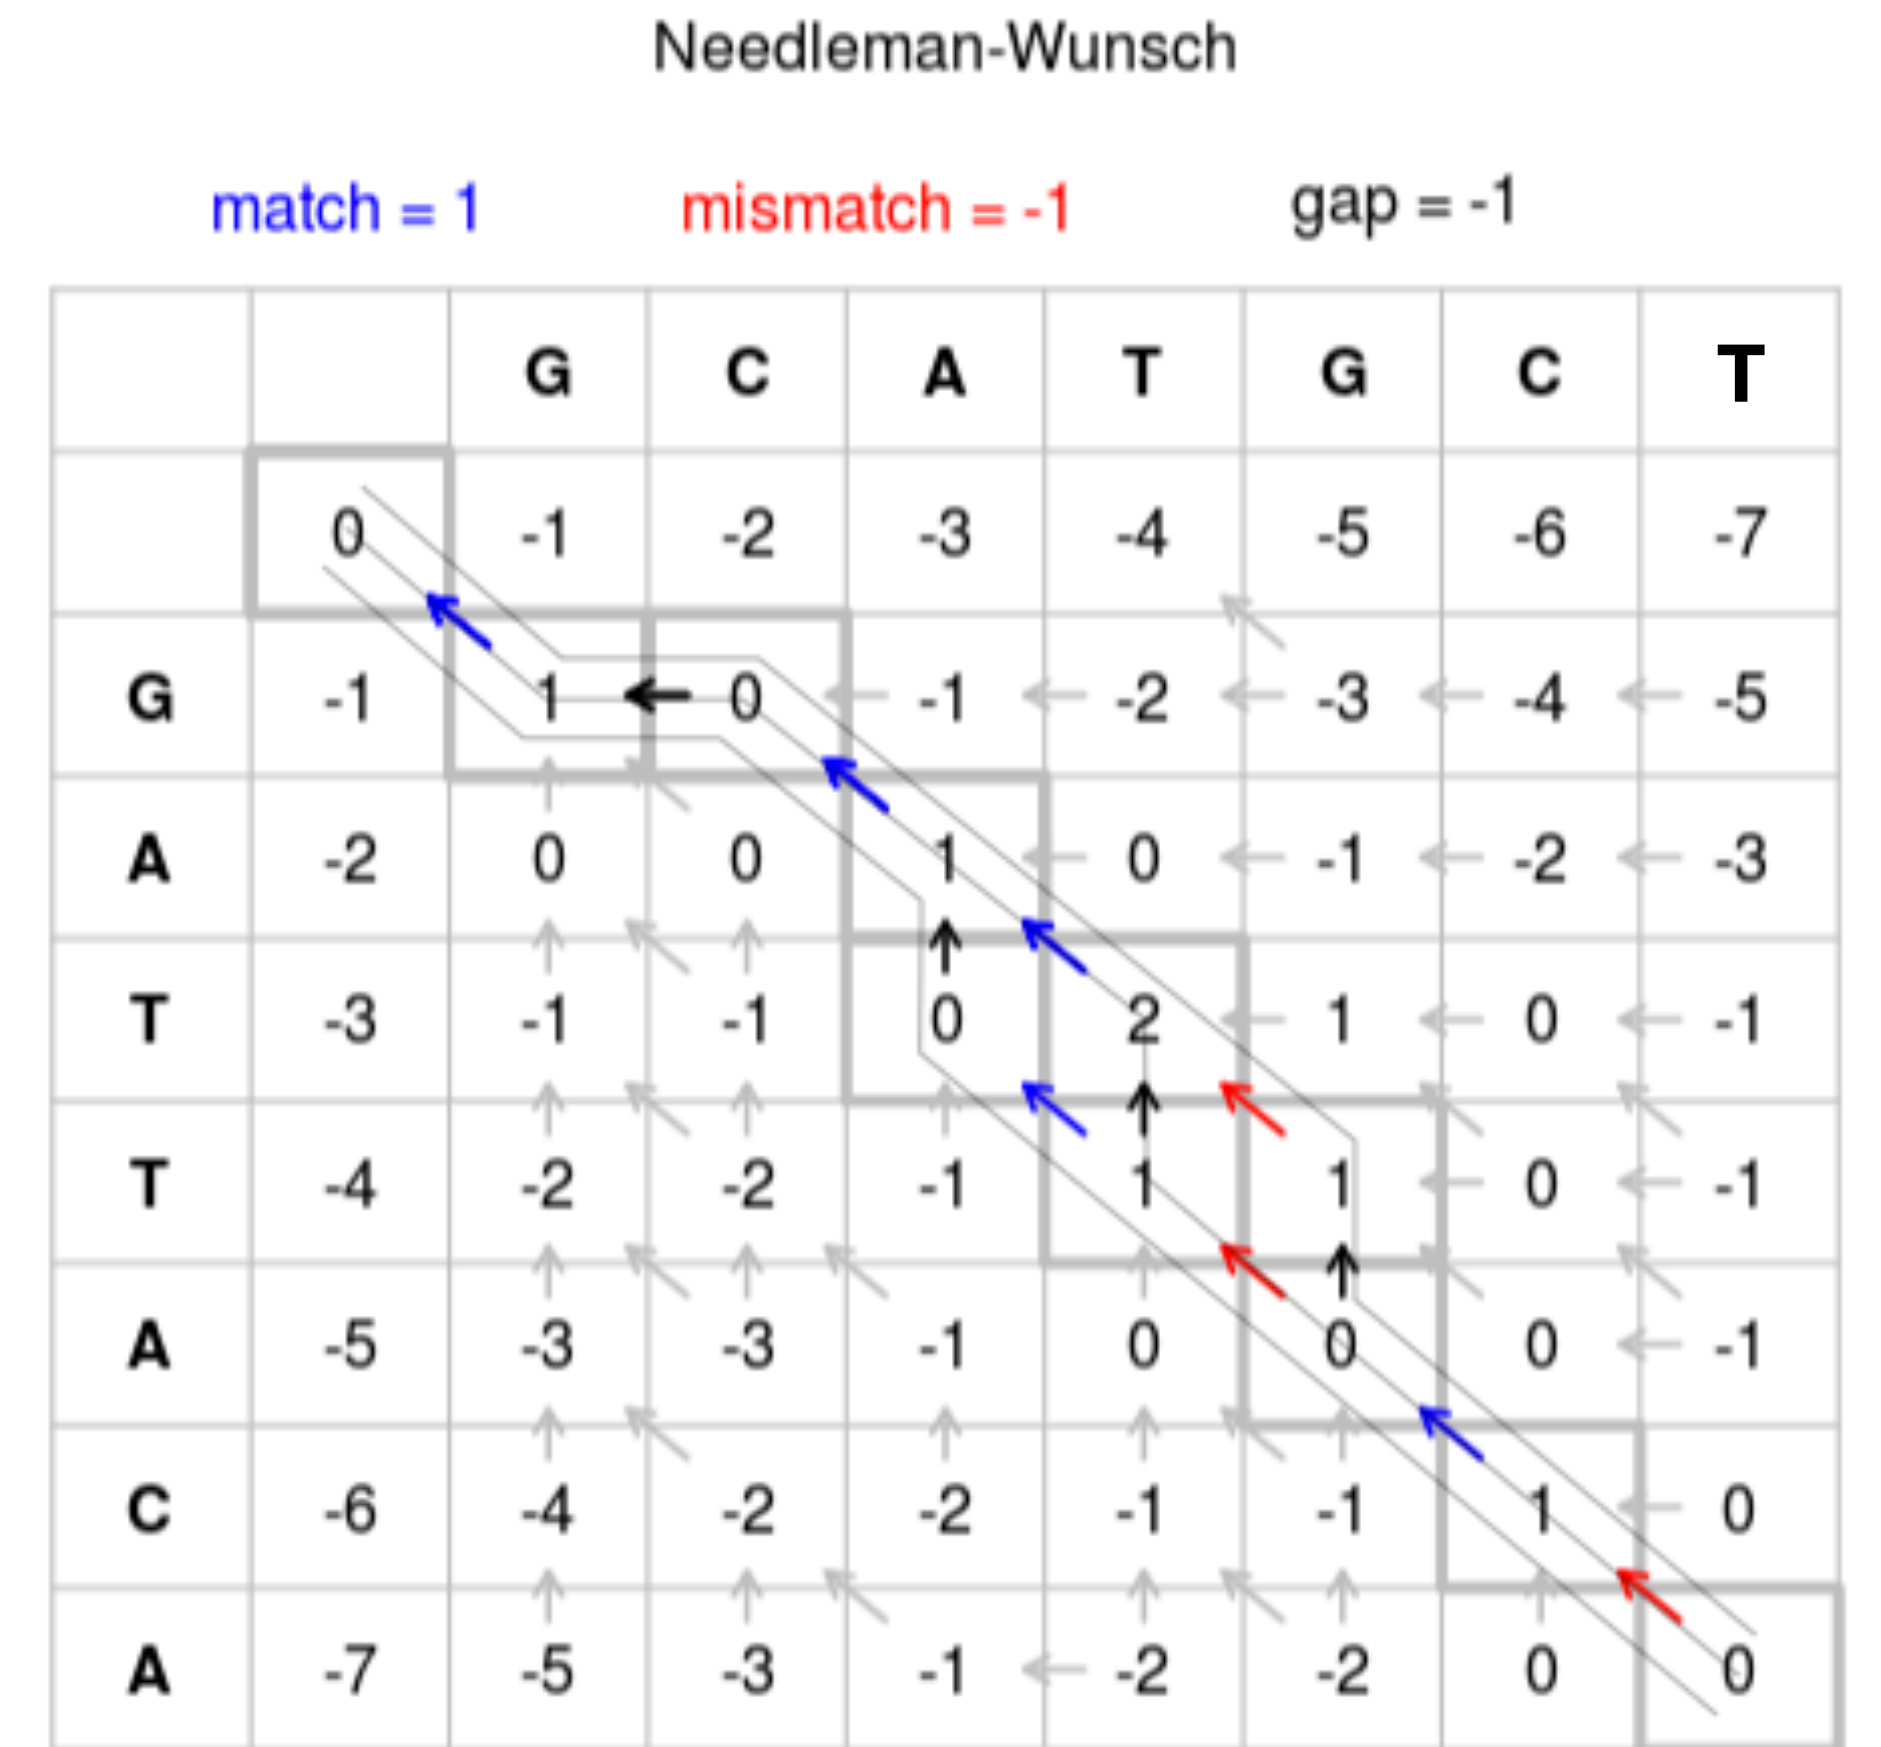 Needleman-Wunsch
match = 1 mismatch = -1 gap = -1
G C A T G C T
0 -1 -2 -3 -4 -5 -6 -7
G -1 1 0 -1 -2 -3 -4 -5
A -2 0 0 1 0 -1 -2 -3
T -3 -1 -1 0 2 1 0 -1
T -4 -2 -2 -1 1 1 0 -1
A -5 -3 -3 -1 0 0 0 -1
C -6 -4 -2 -2 -1 -1 1 0
A -7 -5 -3 -1 -2 -2 0 0